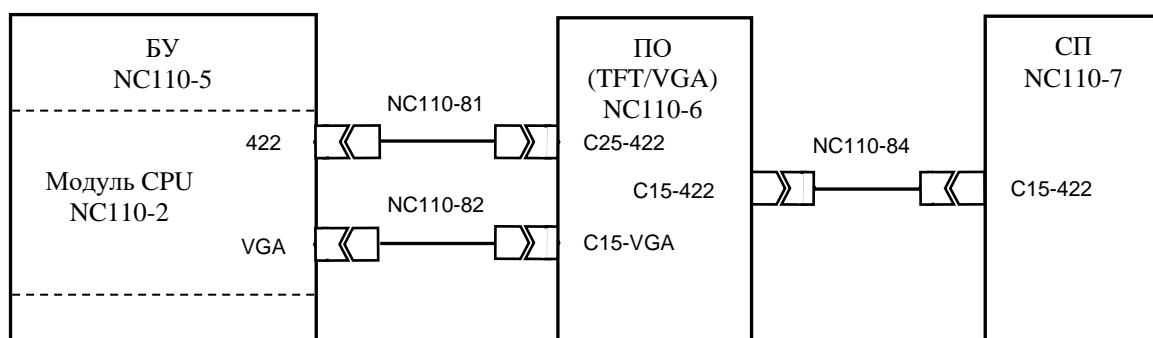 БУ
NC110-5
ПО
(TFT/VGA)
NC110-6
СП
NC110-7
NC110-81
422
C25-422
NC110-84
Модуль CPU
NC110-2
C15-422
C15-422
NC110-82
VGA
C15-VGA